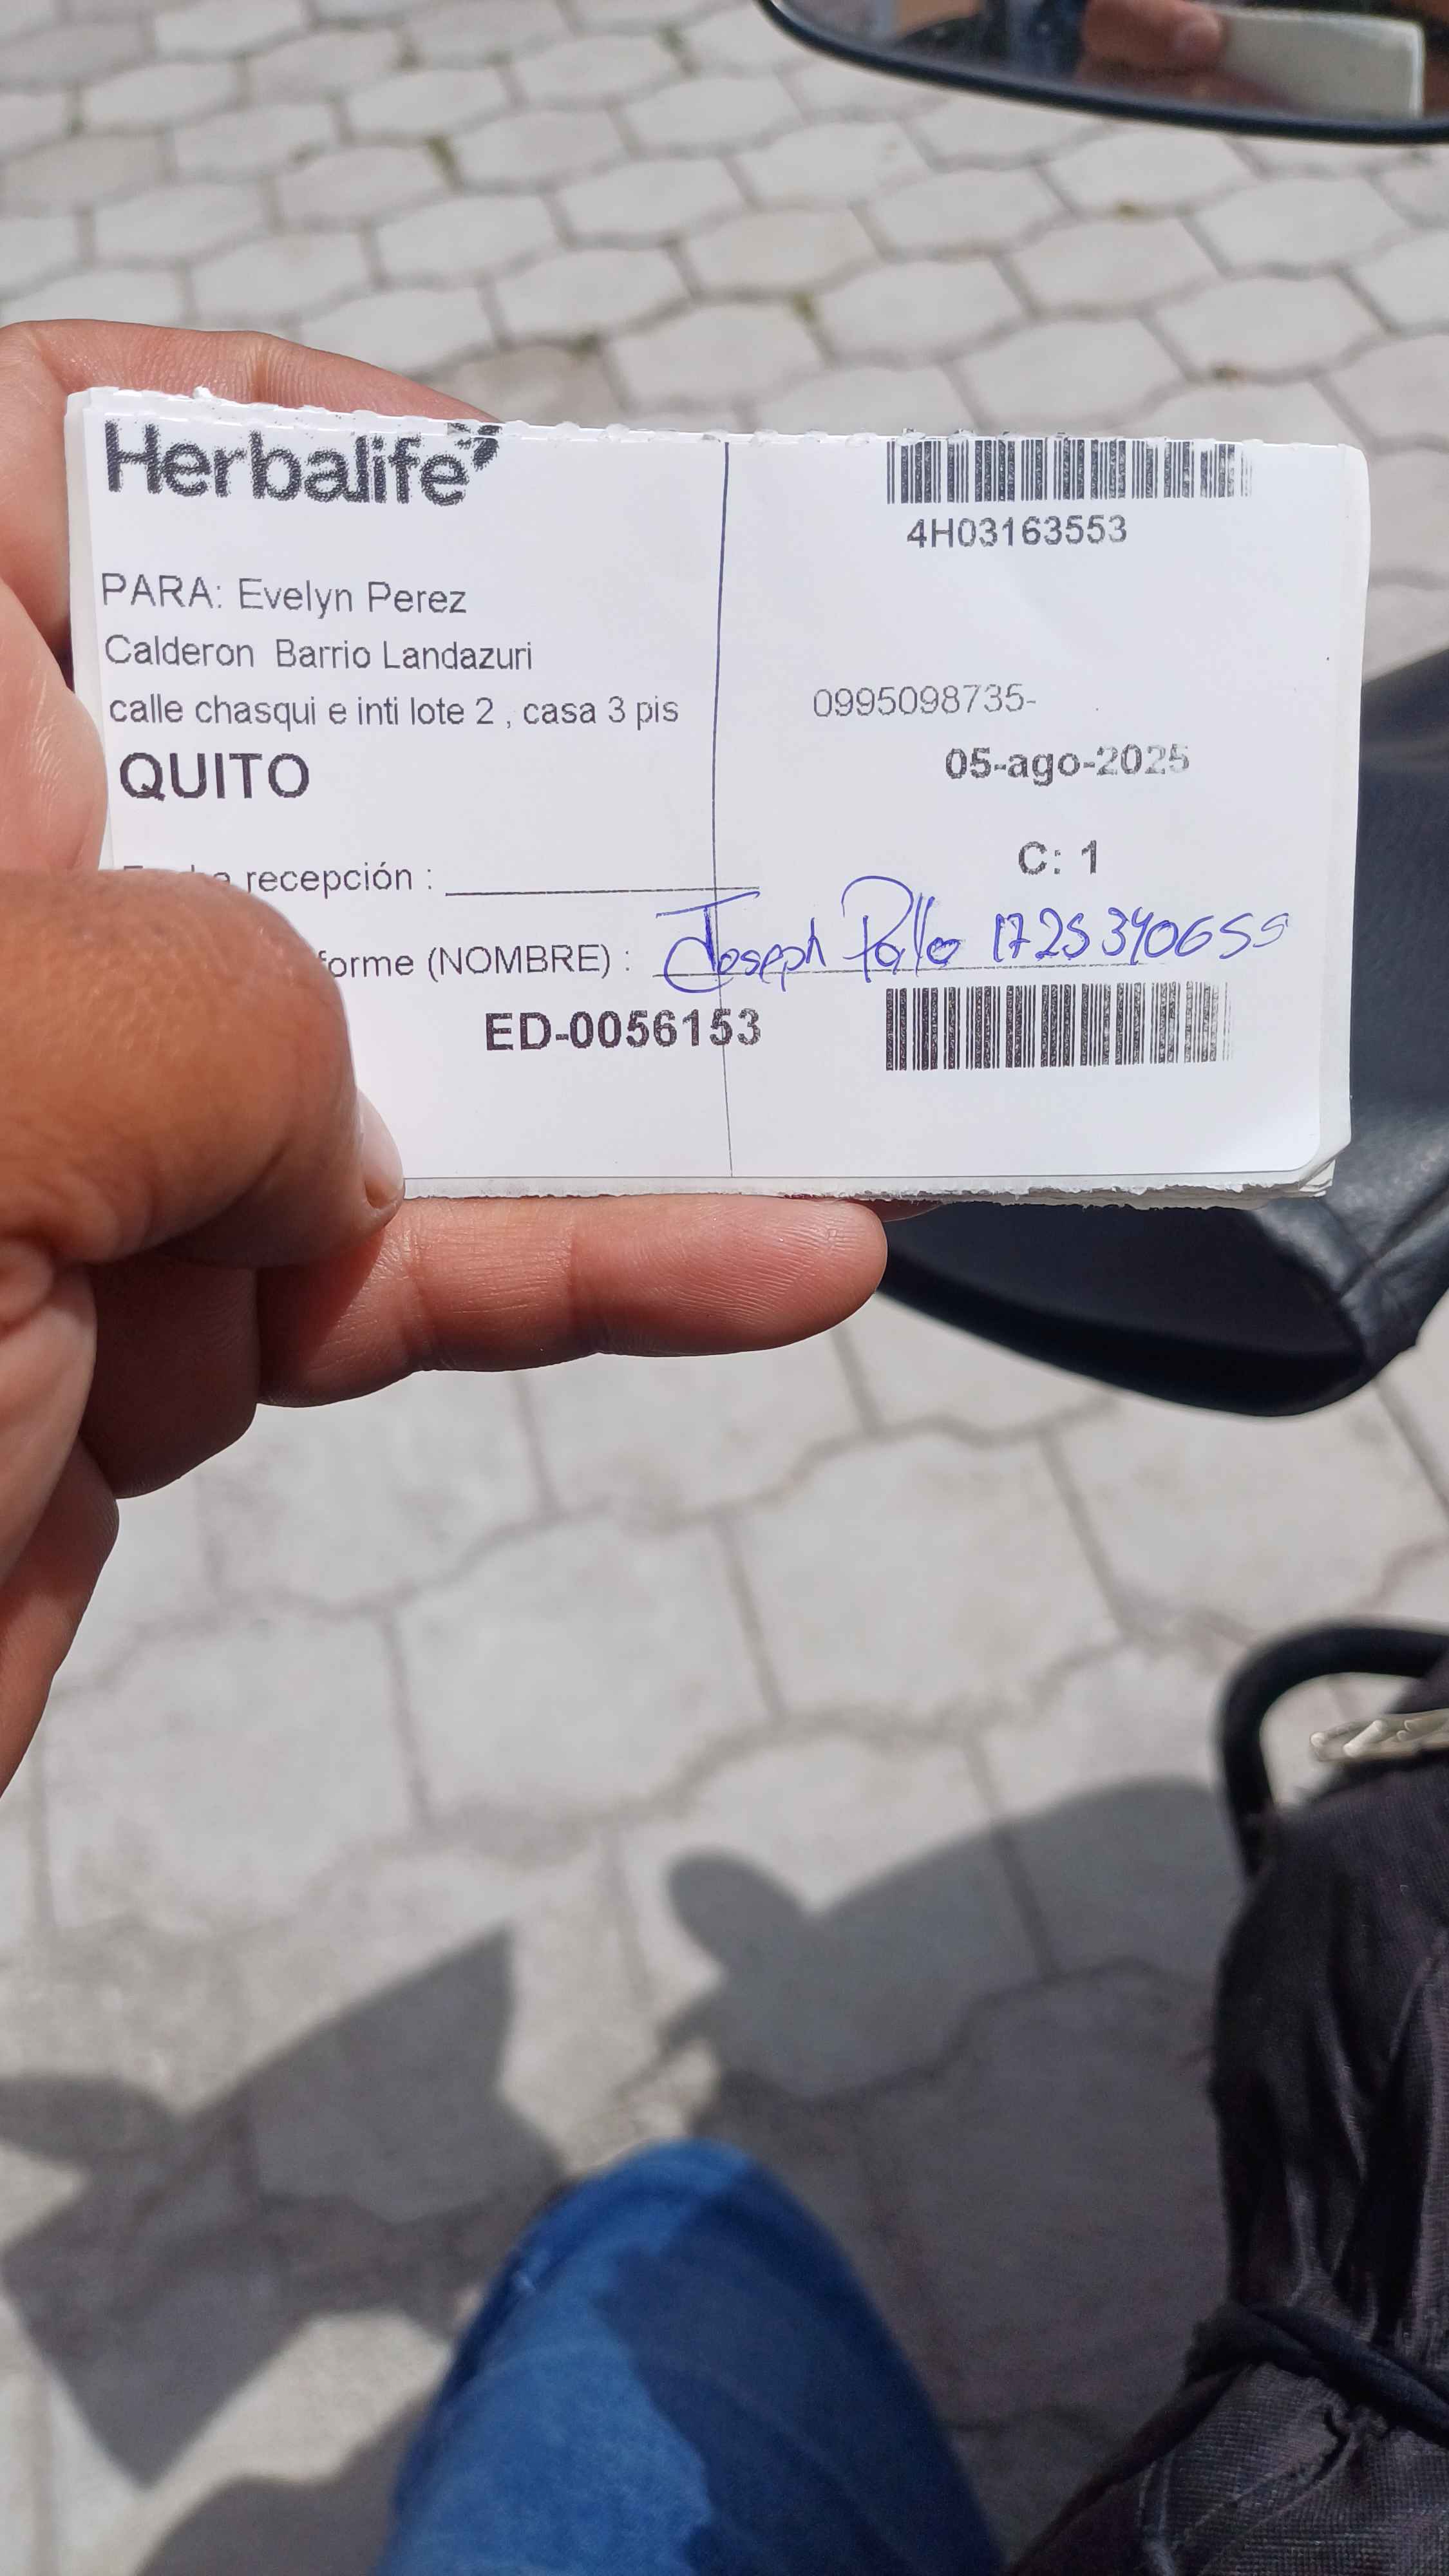 Herbalife
4H03163553
PARA: Evelyn Perez
Calderon Barrio Landazuri
calle chasqui e inti lote 2 , casa 3 pis
0995098735-
QUITO
05-ago-2025
C: 1
recepción :
forme (NOMBRE) : Joseph 1725340655
ED-0056153